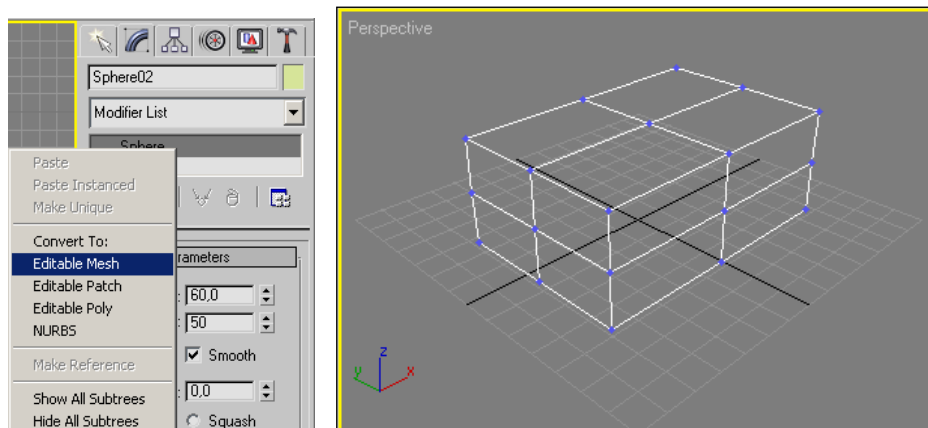 Sphere02
Modifier List
Sphere
Paste
Paste Instanced
Make Unique
Convert To:
Editable Mesh
Editable Patch
Editable Poly
NURBS
Make Reference
Show All Subtrees
Hide All Subtrees
rameters
: 60,0
: 50
Smooth
: 0,0
Squash
Perspective
z
y
x